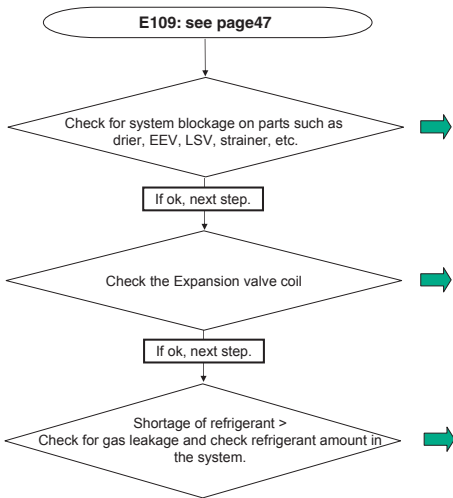 E109: see page47
Check for system blockage on parts such as
drier, EEV, LSV, strainer, etc.
If ok, next step.
Check the Expansion valve coil
If ok, next step.
Shortage of refrigerant >
Check for gas leakage and check refrigerant amount in
the system.